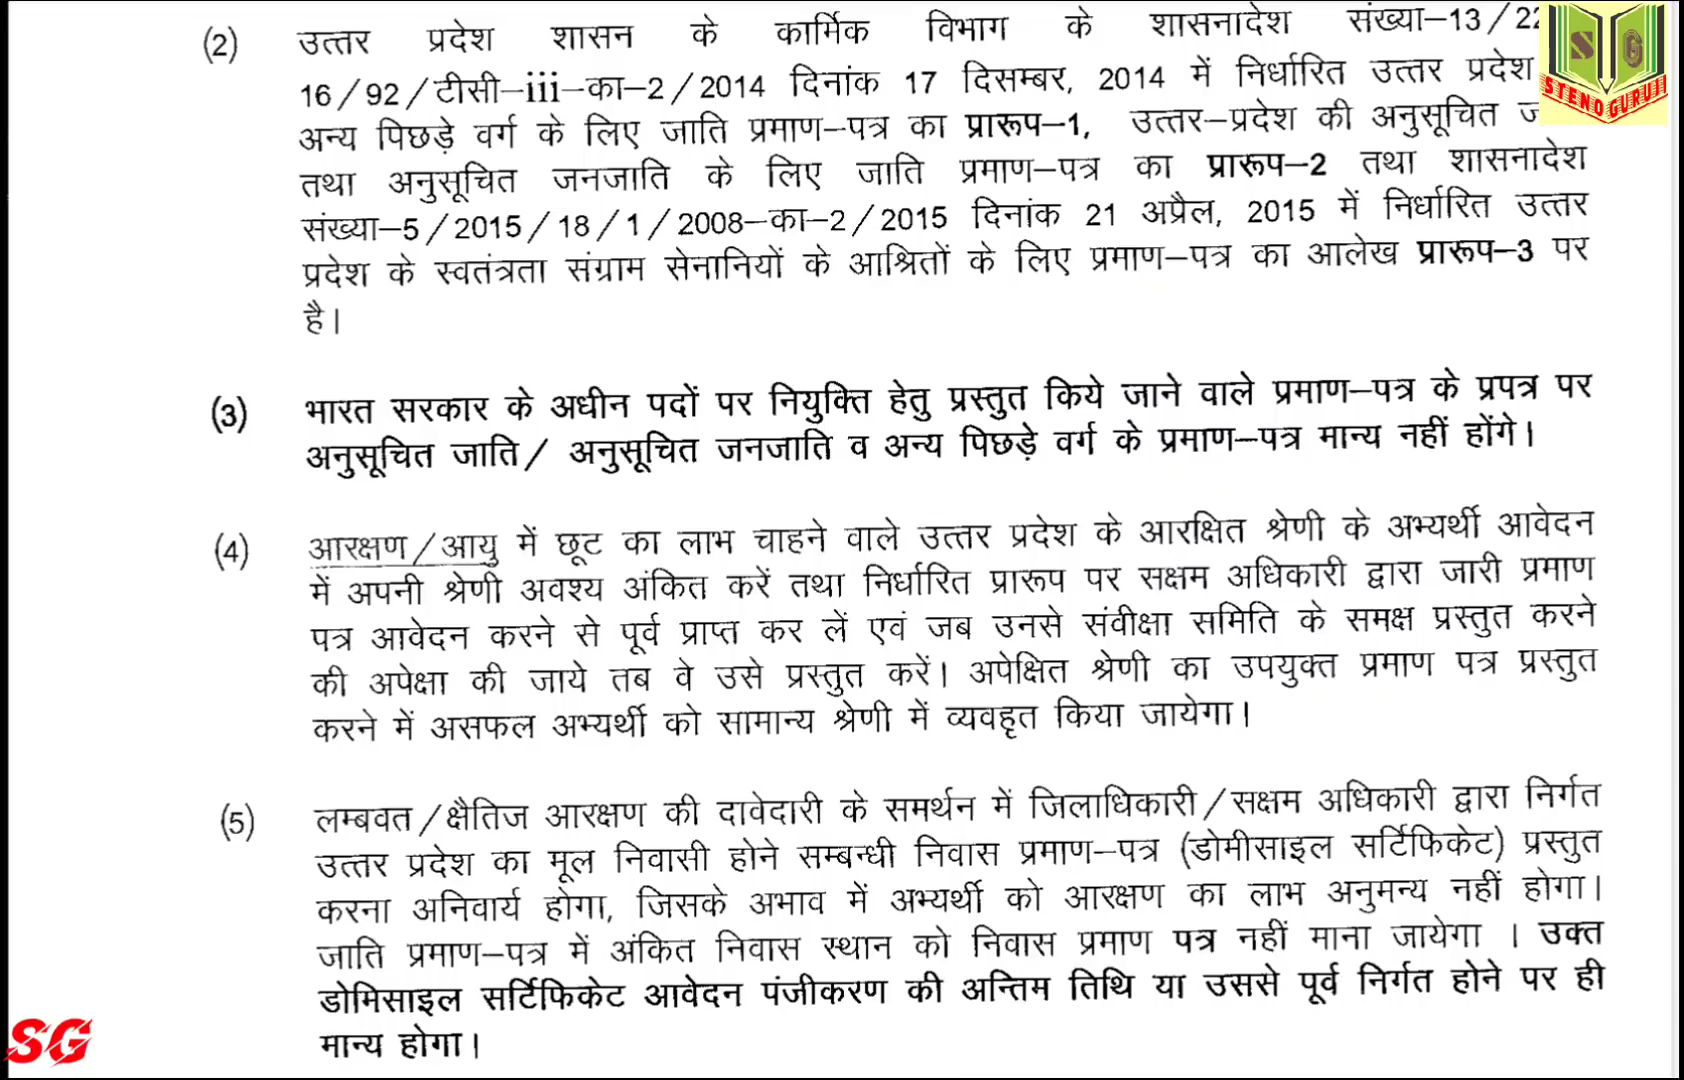 (2) उत्तर प्रदेश शासन के कार्मिक विभाग के शासनादेश संख्या–13/22
16/92/टीसी–iii–का–2/2014 दिनांक 17 दिसम्बर, 2014 में निर्धारित उत्तर प्रदेश
अन्य पिछड़े वर्ग के लिए जाति प्रमाण–पत्र का प्रारूप–1, उत्तर–प्रदेश की अनुसूचित
तथा अनुसूचित जनजाति के लिए जाति प्रमाण–पत्र का प्रारूप–2 तथा शासनादेश
संख्या–5/2015/18/1/2008–का–2/2015 दिनांक 21 अप्रैल, 2015 में निर्धारित उत्तर
प्रदेश के स्वतंत्रता संग्राम सेनानियों के आश्रितों के लिए प्रमाण–पत्र का आलेख प्रारूप–3 पर
है।
(3) भारत सरकार के अधीन पदों पर नियुक्ति हेतु प्रस्तुत किये जाने वाले प्रमाण–पत्र के प्रपत्र पर
अनुसूचित जाति/ अनुसूचित जनजाति व अन्य पिछड़े वर्ग के प्रमाण–पत्र मान्य नहीं होंगे।
(4) आरक्षण/आयु में छूट का लाभ चाहने वाले उत्तर प्रदेश के आरक्षित श्रेणी के अभ्यर्थी आवेदन
में अपनी श्रेणी अवश्य अंकित करें तथा निर्धारित प्रारूप पर सक्षम अधिकारी द्वारा जारी प्रमाण
पत्र आवेदन करने से पूर्व प्राप्त कर लें एवं जब उनसे संवीक्षा समिति के समक्ष प्रस्तुत करने
की अपेक्षा की जाये तब वे उसे प्रस्तुत करें। अपेक्षित श्रेणी का उपयुक्त प्रमाण पत्र प्रस्तुत
करने में असफल अभ्यर्थी को सामान्य श्रेणी में व्यवहृत किया जायेगा।
(5) लम्बवत/क्षैतिज आरक्षण की दावेदारी के समर्थन में जिलाधिकारी/सक्षम अधिकारी द्वारा निर्गत
उत्तर प्रदेश का मूल निवासी होने सम्बन्धी निवास प्रमाण–पत्र (डोमीसाइल सर्टिफिकेट) प्रस्तुत
करना अनिवार्य होगा, जिसके अभाव में अभ्यर्थी को आरक्षण का लाभ अनुमन्य नहीं होगा।
जाति प्रमाण–पत्र में अंकित निवास स्थान को निवास प्रमाण पत्र नहीं माना जायेगा । उक्त
डोमिसाइल सर्टिफिकेट आवेदन पंजीकरण की अन्तिम तिथि या उससे पूर्व निर्गत होने पर ही
मान्य होगा।
S G
STENO GURUJI
SG